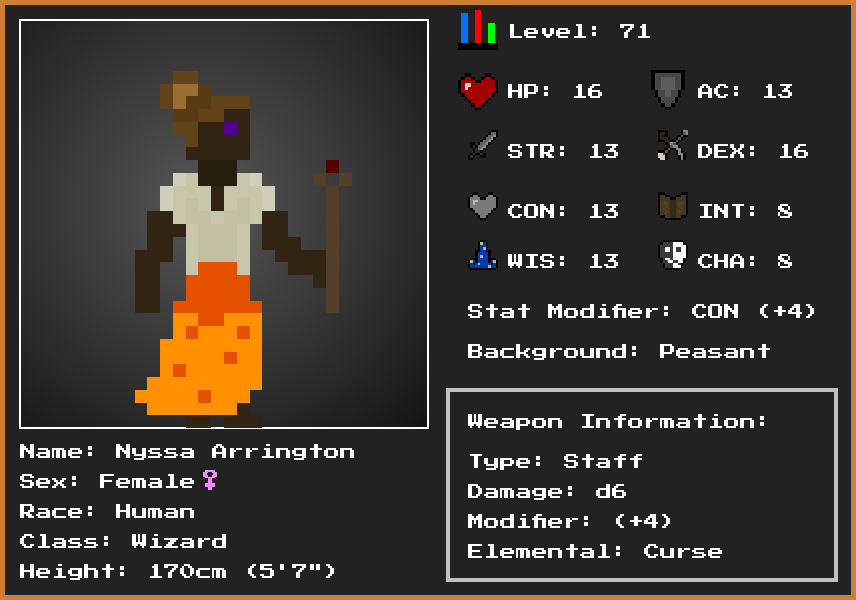 Level: 71
HP: 16 AC: 13
STR: 13 DEX: 16
CON: 13 INT: 8
WIS: 13 CHA: 8
Stat Modifier: CON (+4)
Background: Peasant
Weapon Information:
Type: Staff
Damage: d6
Modifier: (+4)
Elemental: Curse
Name: Nyssa Arrington
Sex: Female♀
Race: Human
Class: Wizard
Height: 170cm (5'7")